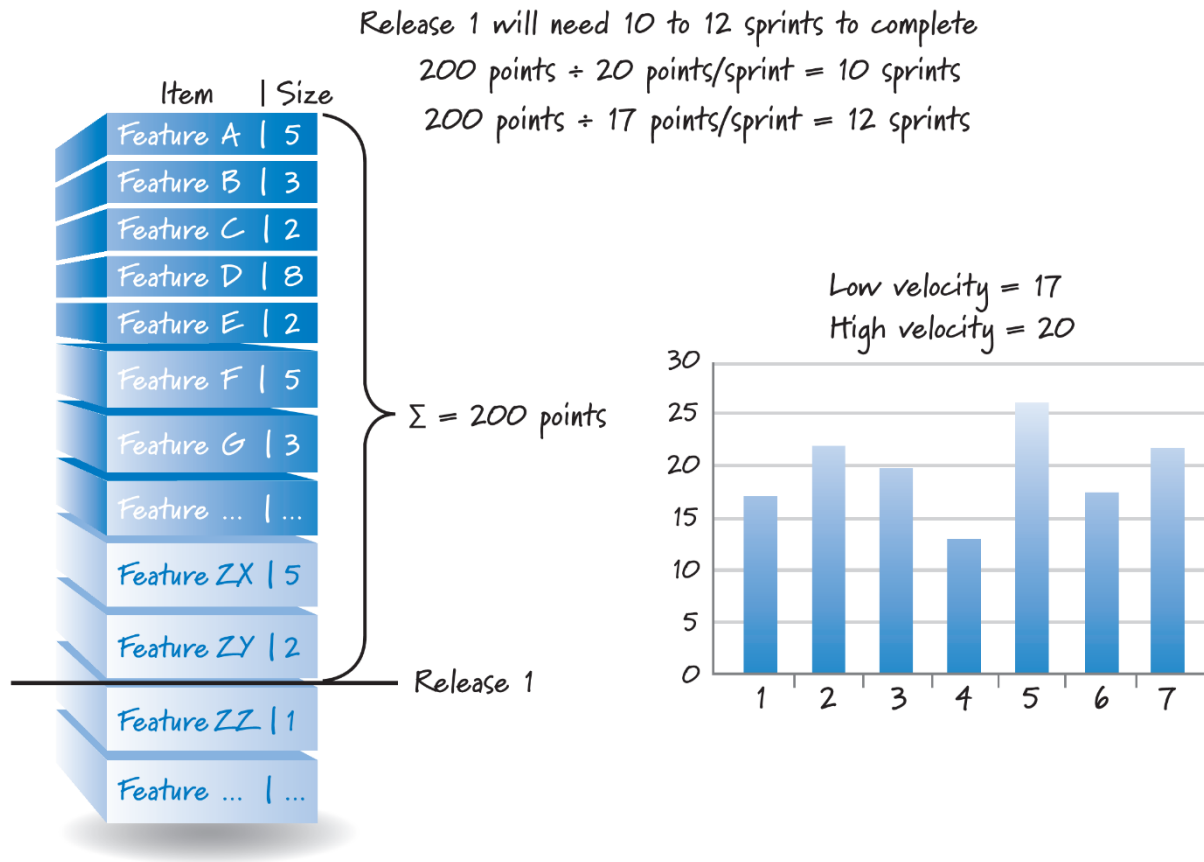 Release 1 will need 10 to 12 sprints to complete
200 points ÷ 20 points/sprint = 10 sprints
200 points ÷ 17 points/sprint = 12 sprints
Item | Size
Feature A | 5
Feature B | 3
Feature C | 2
Feature D | 8
Feature E | 2
Feature F | 5
Feature G | 3
Feature ... | ...
Feature ZX | 5
Feature ZY | 2
Feature ZZ | 1
Feature ... | ...
Σ = 200 points
Release 1
Low velocity = 17
High velocity = 20
30
25
20
15
10
5
0
1 2 3 4 5 6 7